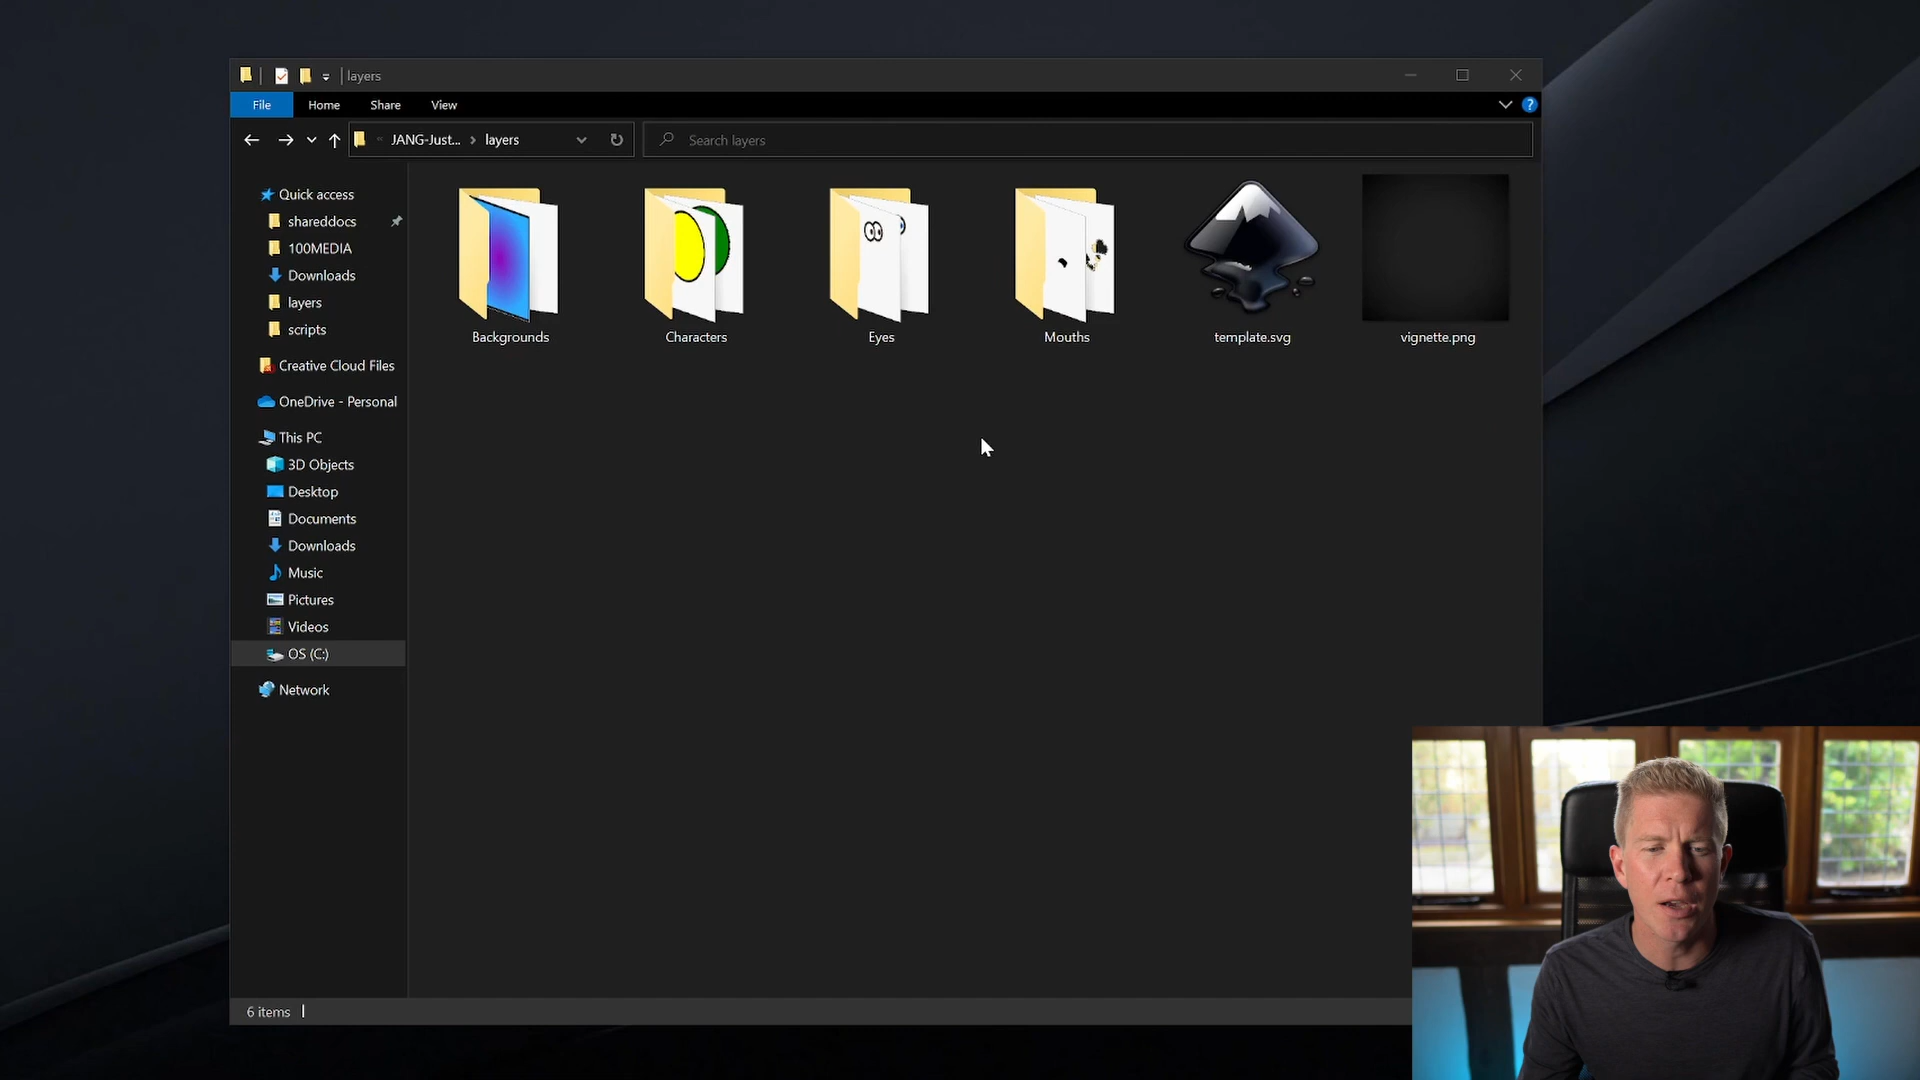 layers
File Home Share View
« JANG-Just... layers Search layers
Quick access
shareddocs
100MEDIA
Downloads
layers
scripts
Creative Cloud Files
OneDrive - Personal
This PC
3D Objects
Desktop
Documents
Downloads
Music
Pictures
Videos
OS (C:)
Network
Backgrounds Characters Eyes Mouths template.svg vignette.png
6 items